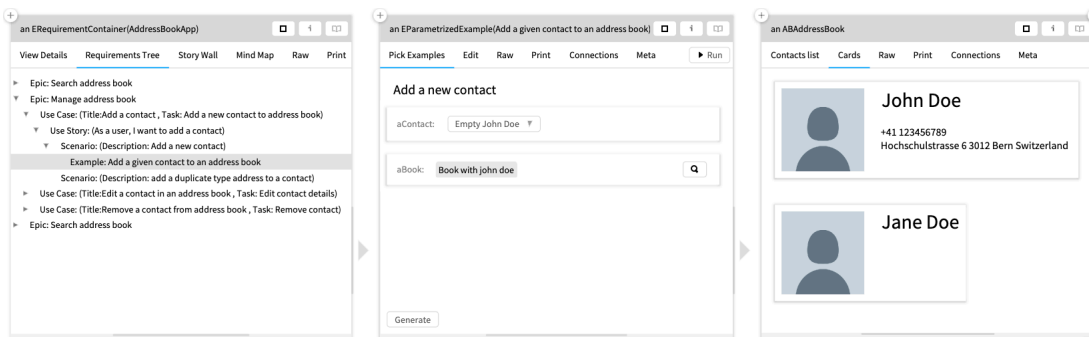 an ERequirementContainer(AddressBookApp)
View Details Requirements Tree Story Wall Mind Map Raw Print
Epic: Search address book
Epic: Manage address book
Use Case: (Title:Add a contact , Task: Add a new contact to address book)
Use Story: (As a user, I want to add a contact)
Scenario: (Description: Add a new contact)
Example: Add a given contact to an address book
Scenario: (Description: add a duplicate type address to a contact)
Use Case: (Title:Edit a contact in an address book , Task: Edit contact details)
Use Case: (Title:Remove a contact from address book , Task: Remove contact)
Epic: Search address book
an EParametrizedExample(Add a given contact to an address book)
Pick Examples Edit Raw Print Connections Meta Run
Add a new contact
aContact: Empty John Doe
aBook: Book with john doe
Generate
an ABAddressBook
Contacts list Cards Raw Print Connections Meta
John Doe
+41 123456789
Hochschulstrasse 6 3012 Bern Switzerland
Jane Doe